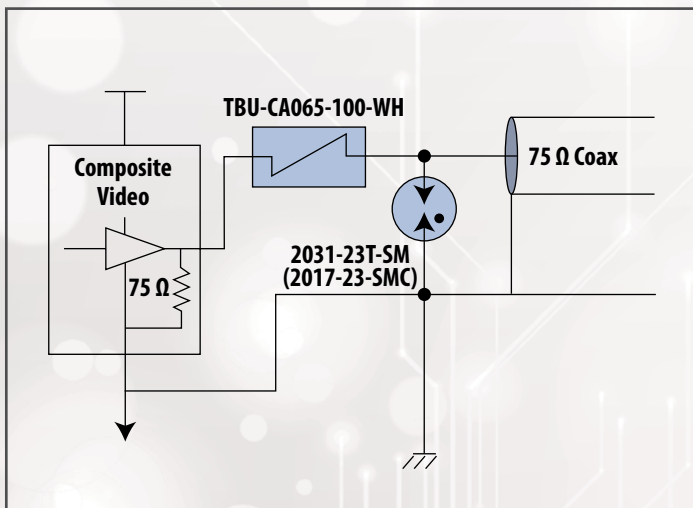 TBU-CA065-100-WH
Composite
Video
75 Ω Coax
75 Ω
2031-23T-SM
(2017-23-SMC)